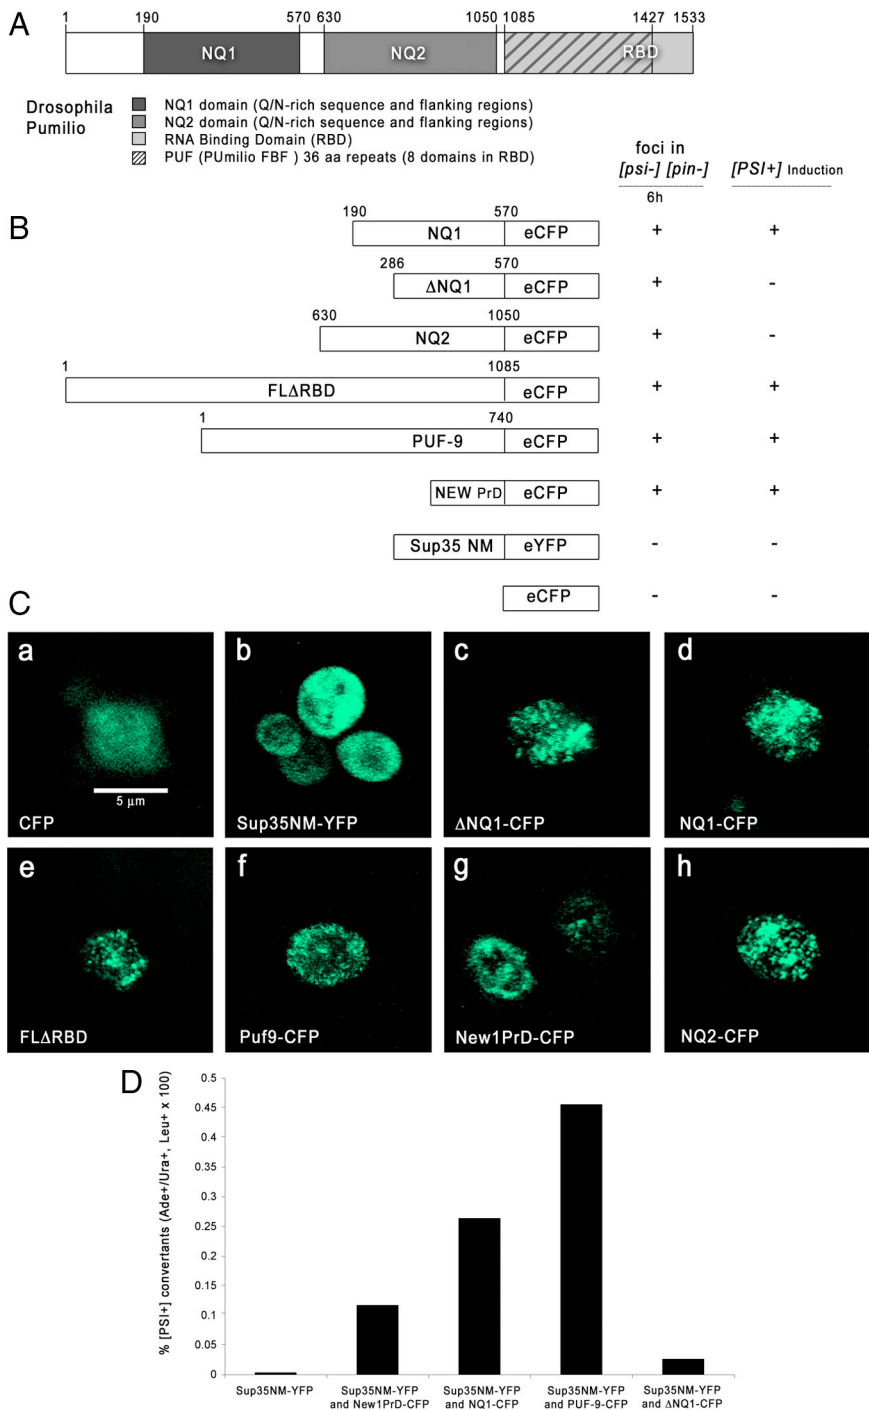 A
1 190 570 630 1050 1085 1427 1533
NQ1 NQ2 RBD
Drosophila
Pumilio
NQ1 domain (Q/N-rich sequence and flanking regions)
NQ2 domain (Q/N-rich sequence and flanking regions)
RNA Binding Domain (RBD)
PUF (PUmilio FBF ) 36 aa repeats (8 domains in RBD)
foci in
[psi-] [pin-] [PSI+] Induction
6h
B
190 570
NQ1 eCFP + +
286 570
ΔNQ1 eCFP + -
630 1050
NQ2 eCFP + -
1 1085
FLΔRBD eCFP + +
1 740
PUF-9 eCFP + +
NEW PrD eCFP + +
Sup35 NM eYFP - -
eCFP - -
C
a b c d
5 μm
CFP Sup35NM-YFP ΔNQ1-CFP NQ1-CFP
e f g h
FLΔRBD Puf9-CFP New1PrD-CFP NQ2-CFP
D
% [PSI+] convertants (Ade+/Ura+, Leu+ x 100)
0.5
0.45
0.4
0.35
0.3
0.25
0.2
0.15
0.1
0.05
0
Sup35NM-YFP Sup35NM-YFP Sup35NM-YFP Sup35NM-YFP Sup35NM-YFP
and New1PrD-CFP and NQ1-CFP and PUF-9-CFP and ΔNQ1-CFP